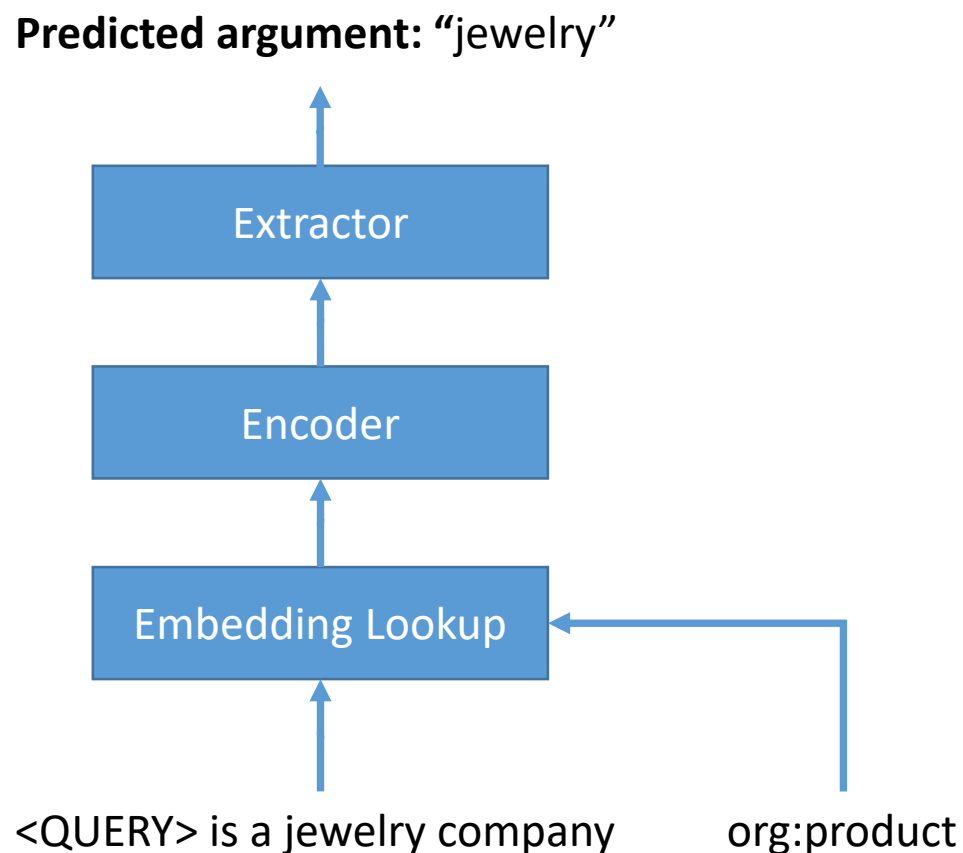 Predicted argument: “jewelry”
Extractor
Encoder
Embedding Lookup
<QUERY> is a jewelry company org:product